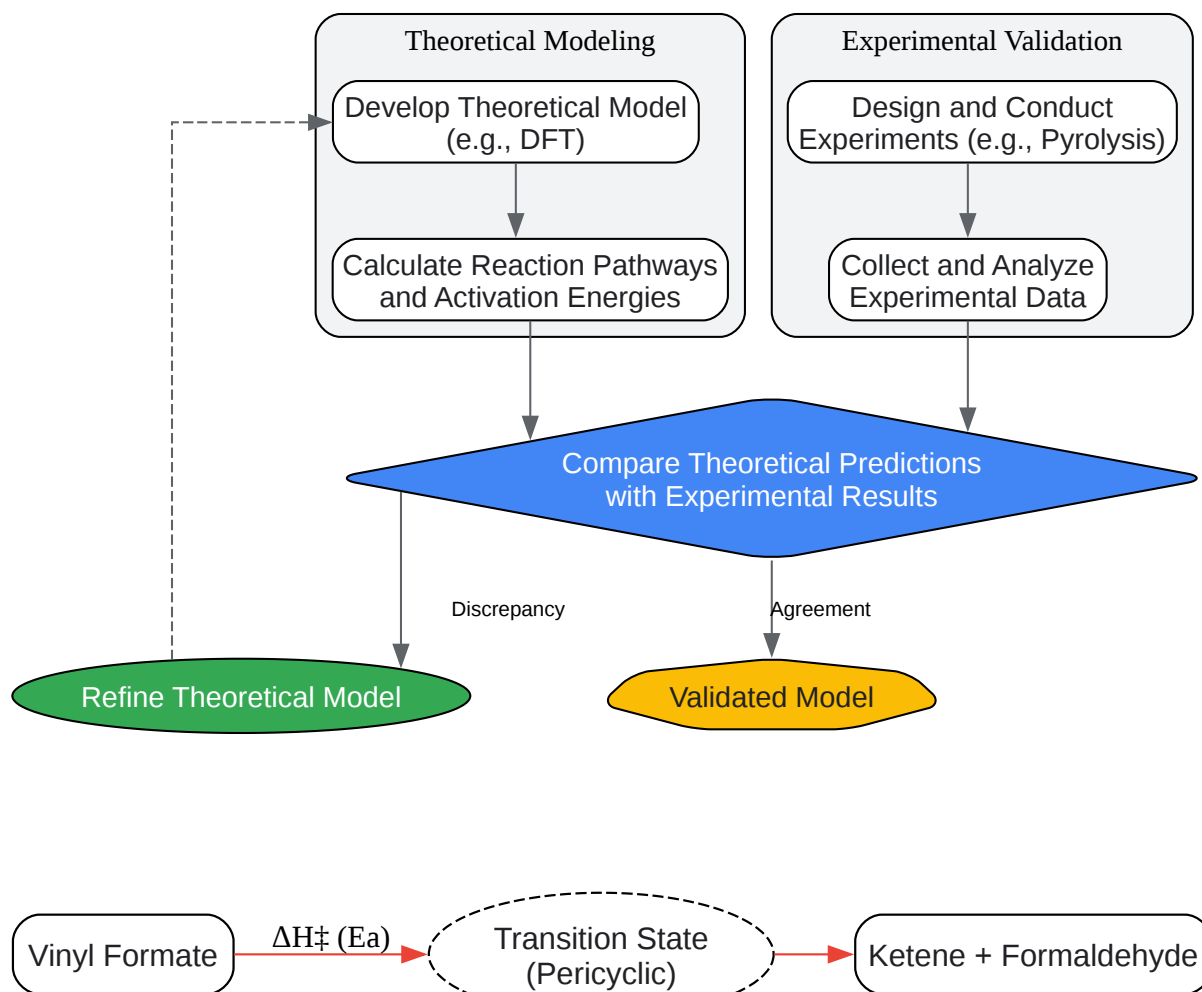 Theoretical Modeling
Develop Theoretical Model
(e.g., DFT)
Calculate Reaction Pathways
and Activation Energies
Experimental Validation
Design and Conduct
Experiments (e.g., Pyrolysis)
Collect and Analyze
Experimental Data
Compare Theoretical Predictions
with Experimental Results
Discrepancy
Agreement
Refine Theoretical Model
Validated Model
Vinyl Formate
ΔH‡ (Ea)
Transition State
(Pericyclic)
Ketene + Formaldehyde